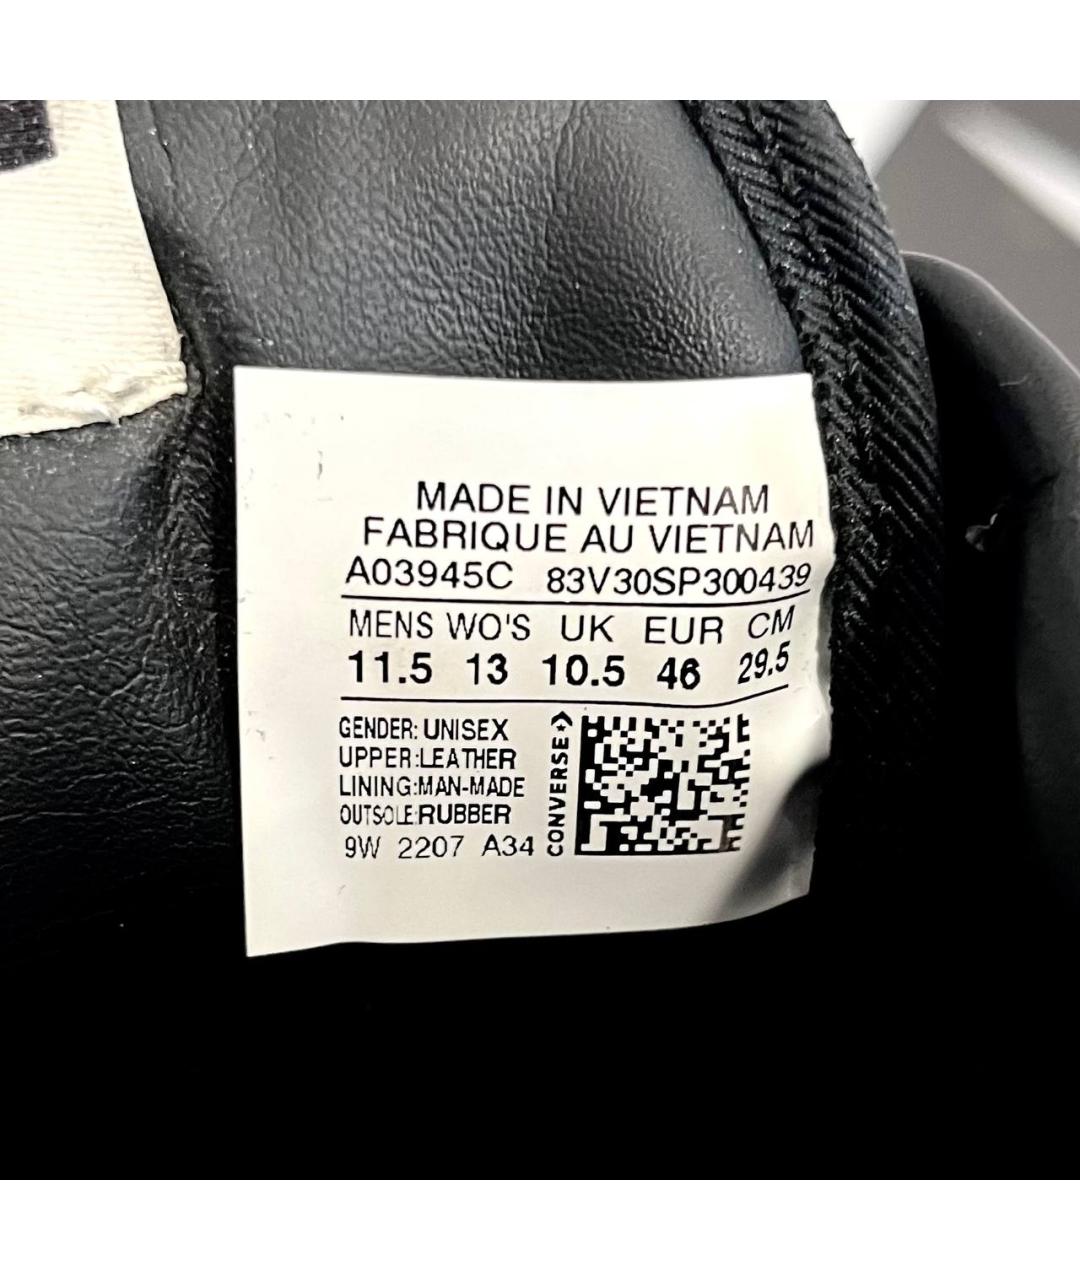 MADE IN VIETNAM
FABRIQUE AU VIETNAM
A03945C 83V30SP300439
MENS WO'S UK EUR CM
11.5 13 10.5 46 29.5
GENDER: UNISEX
UPPER:LEATHER
LINING:MAN-MADE
OUTSOLE:RUBBER
9W 2207 A34
CONVERSE